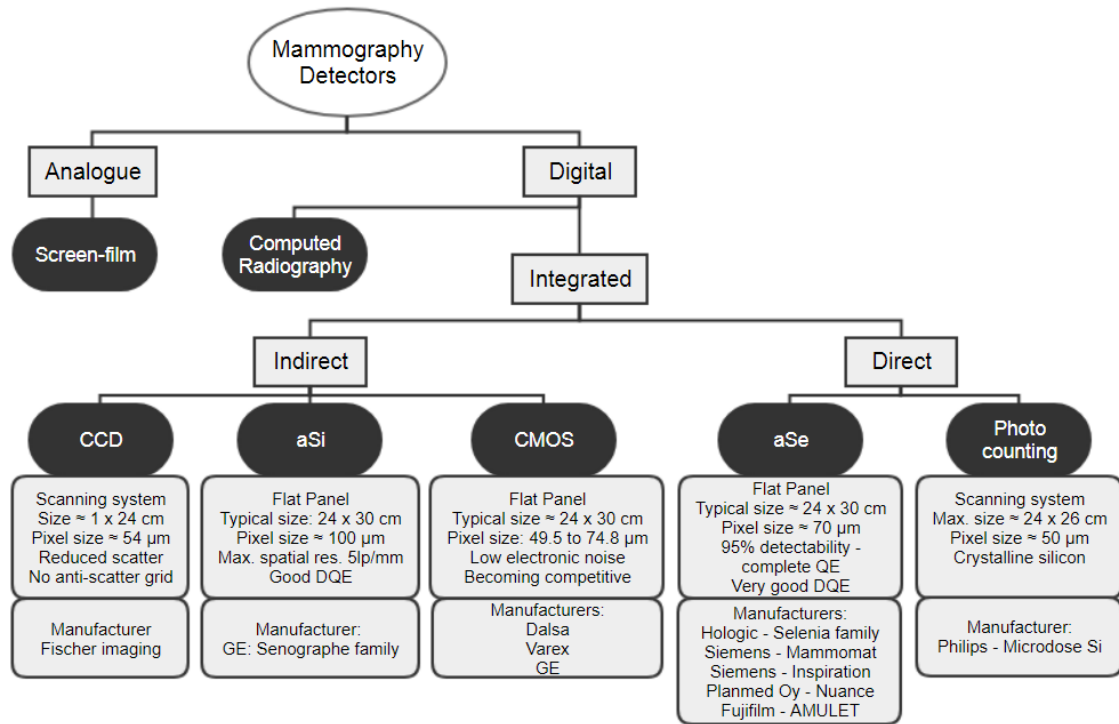 Mammography
Detectors
Analogue
Digital
Screen-film
Computed
Radiography
Integrated
Indirect
Direct
CCD
aSi
CMOS
aSe
Photo
counting
Scanning system
Size ≈ 1 x 24 cm
Pixel size ≈ 54 µm
Reduced scatter
No anti-scatter grid
Flat Panel
Typical size: 24 x 30 cm
Pixel size ≈ 100 µm
Max. spatial res. 5lp/mm
Good DQE
Flat Panel
Typical size ≈ 24 x 30 cm
Pixel size: 49.5 to 74.8 µm
Low electronic noise
Becoming competitive
Flat Panel
Typical size ≈ 24 x 30 cm
Pixel size ≈ 70 µm
95% detectability -
complete QE
Very good DQE
Scanning system
Max. size ≈ 24 x 26 cm
Pixel size ≈ 50 µm
Crystalline silicon
Manufacturer
Fischer imaging
Manufacturer:
GE: Senographe family
Manufacturers:
Dalsa
Varex
GE
Manufacturers:
Hologic - Selenia family
Siemens - Mammomat
Siemens - Inspiration
Planmed Oy - Nuance
Fujifilm - AMULET
Manufacturer:
Philips - Microdose Si